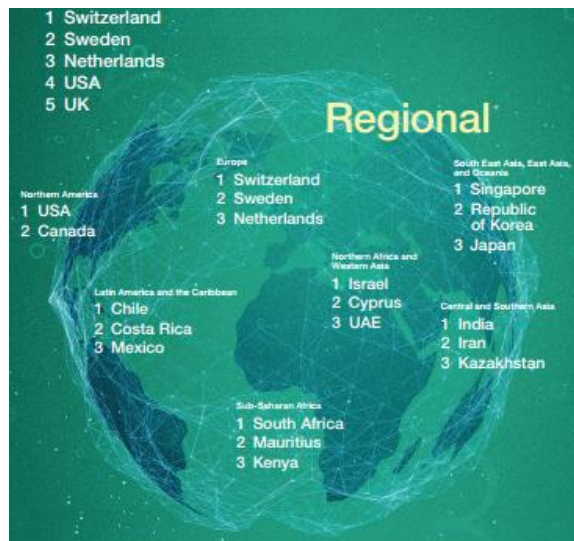 1 Switzerland
2 Sweden
3 Netherlands
4 USA
5 UK
Regional*
Northern America
1 USA
2 Canada
Europe
1 Switzerland
2 Sweden
3 Netherlands
South East Asia, East Asia,
and Oceania
1 Singapore
2 Republic
of Korea
3 Japan
Latin America and the Caribbean
1 Chile
2 Costa Rica
3 Mexico
Northern Africa and
Western Asia
1 Israel
2 Cyprus
3 UAE
Central and Southern Asia
1 India
2 Iran
3 Kazakhstan
Sub-Saharan Africa
1 South Africa
2 Mauritius
3 Kenya